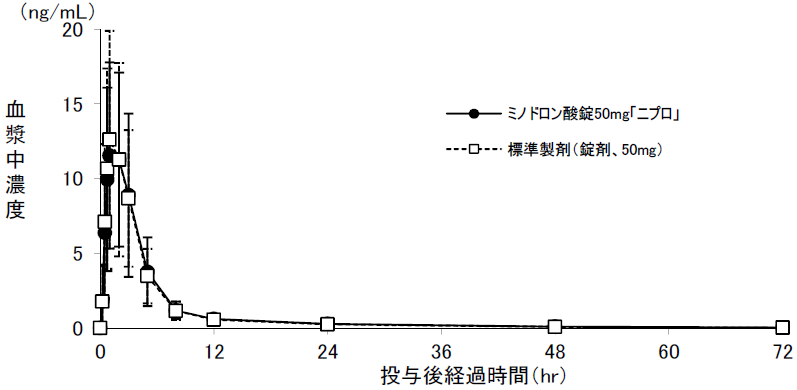 (ng/mL)
20
15
10
5
0
血漿中濃度
ミノドロン酸錠50mg「ニプロ」
標準製剤(錠剤、50mg)
0 12 24 36 48 60 72
投与後経過時間(hr)